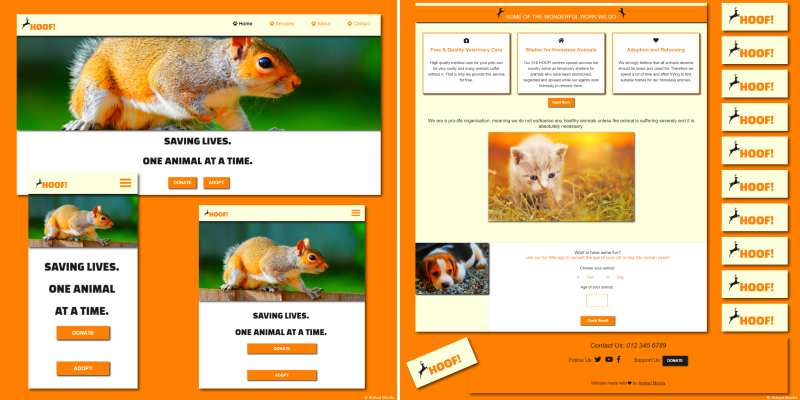 HOOF!
Home Services About Contact
SAVING LIVES.
ONE ANIMAL AT A TIME.
DONATE ADOPT
HOOF!
SAVING LIVES.
ONE ANIMAL
AT A TIME.
DONATE
ADOPT
HOOF!
SAVING LIVES.
ONE ANIMAL AT A TIME.
DONATE
ADOPT
SOME OF THE WONDERFUL WORK WE DO
Free & Quality Veterinary Care
High quality medical care for your pets can
be very costly and many animals suffer
without it. That is why we provide this service
for free.
Shelter for Homeless Animals
Our 216 HOOF! centres spread accross the
country serve as temporary shelters for
animals who have been abandoned,
neglected and abused while our agents work
tirelessly to rehome them.
Adoption and Rehoming
We strongly believe that all animals deserve
should be loved and cared for. Therefore we
spend a lot of time and effort trying to find
suitable homes for our homeless animals.
Read More
We are a pro-life organisation, meaning we do not euthanise any healthy animals unless the animal is suffering severely and it is
absolutely necessary.
Want to have some fun?
Use our fun little app to convert the age of your cat or dog into human years!
Choose your animal:
Cat Dog
Age of your animal:
Check Result
HOOF!
HOOF!
HOOF!
HOOF!
HOOF!
HOOF!
HOOF!
HOOF!
HOOF!
HOOF!
HOOF!
Contact Us: 012 345 6789
Follow Us: Support Us: DONATE
Website made with by